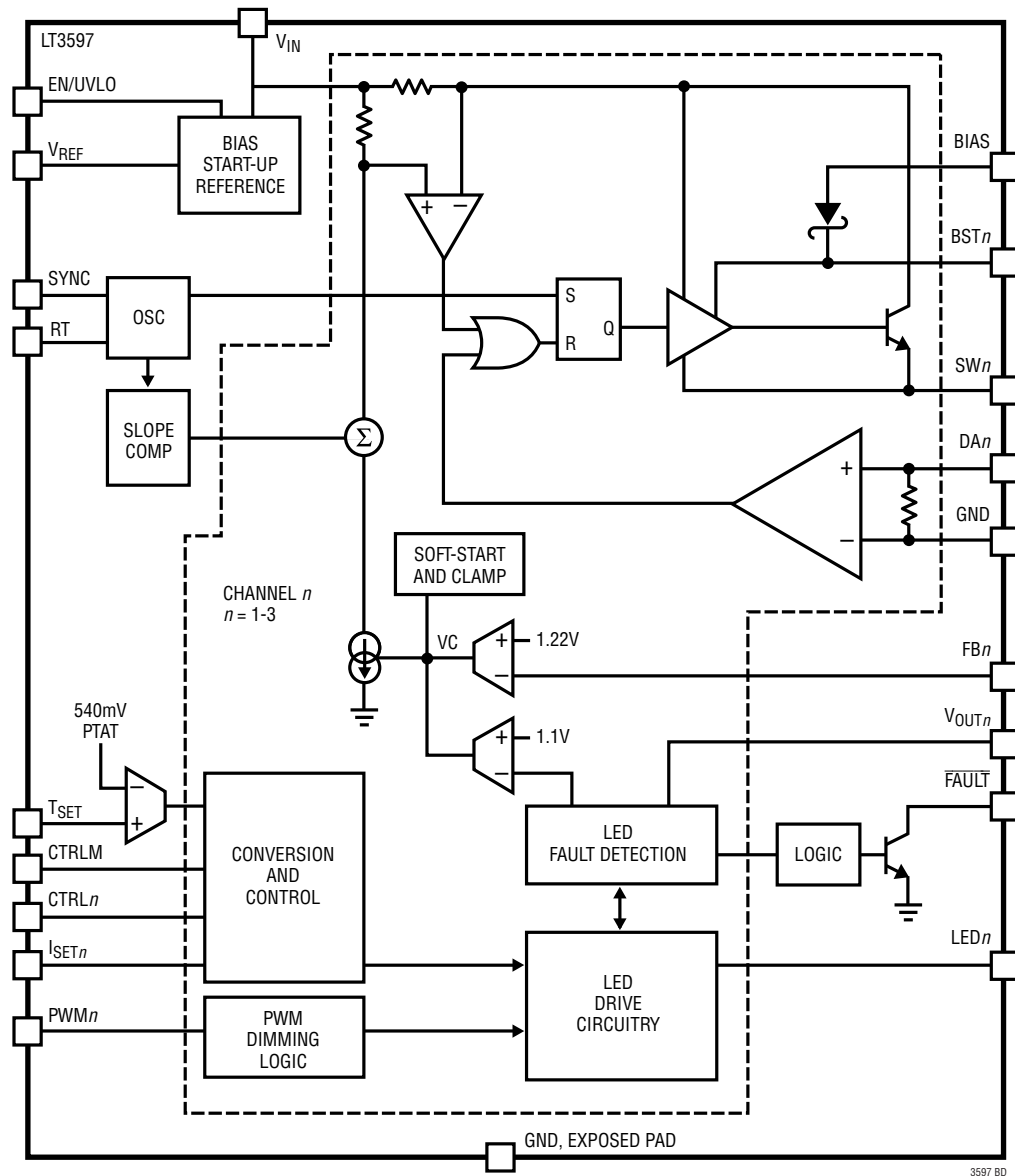 LT3597
V_IN
EN/UVLO
V_REF
BIAS
START-UP
REFERENCE
BIAS
BSTn
+ −
SYNC
RT
OSC
S
R
Q
SWn
SLOPE
COMP
Σ
DAn
+
−
GND
SOFT-START
AND CLAMP
CHANNEL n
n = 1-3
VC
+
−
1.22V
FBn
540mV
PTAT
+
−
1.1V
V_OUTn
FAULT
−
+
T_SET
CTRLM
CTRLn
I_SETn
CONVERSION
AND
CONTROL
LED
FAULT DETECTION
LOGIC
LEDn
PWMn
PWM
DIMMING
LOGIC
LED
DRIVE
CIRCUITRY
GND, EXPOSED PAD
3597 BD